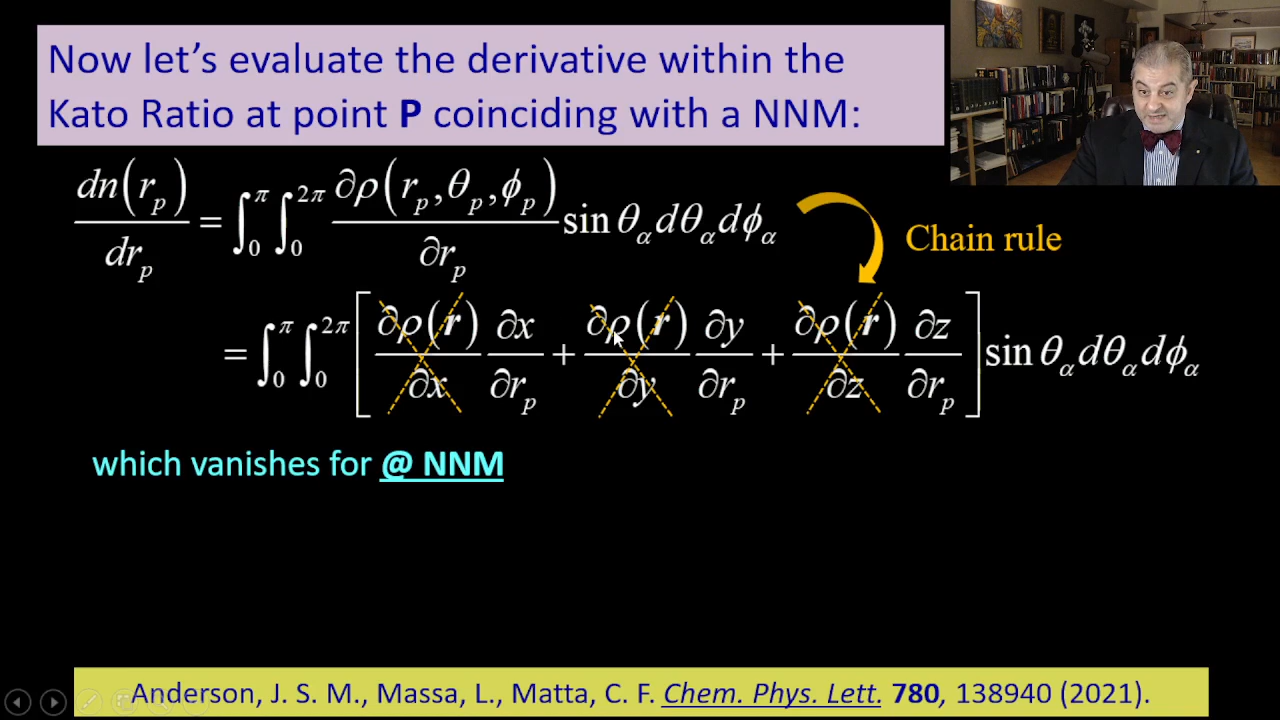 Now let's evaluate the derivative within the
Kato Ratio at point P coinciding with a NNM:
dn(r_p)/dr_p = ∫_0^π ∫_0^{2π} ∂ρ(r_p, θ_p, ϕ_p)/∂r_p sin θ_α dθ_α dϕ_α
Chain rule
= ∫_0^π ∫_0^{2π} [∂ρ(r)/∂x ∂x/∂r_p + ∂ρ(r)/∂y ∂y/∂r_p + ∂ρ(r)/∂z ∂z/∂r_p] sin θ_α dθ_α dϕ_α
which vanishes for @ NNM
Anderson, J. S. M., Massa, L., Matta, C. F. Chem. Phys. Lett. 780, 138940 (2021).